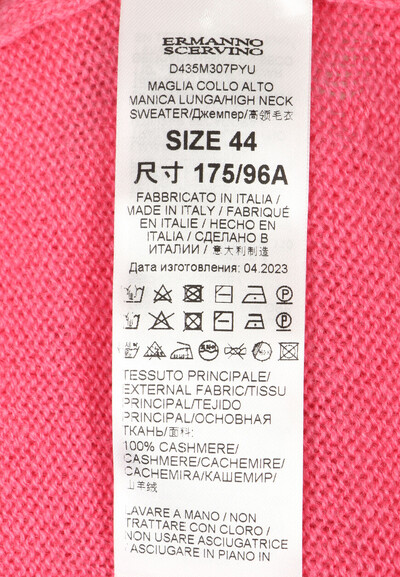 ERMANNO
SCERVINO
D435M307PYU
MAGLIA COLLO ALTO
MANICA LUNGA/HIGH NECK
SWEATER/Джемпер/高领毛衣
SIZE 44
尺寸 175/96A
FABBRICATO IN ITALIA /
MADE IN ITALY / FABRIQUÉ
EN ITALIE / HECHO EN
ITALIA / СДЕЛАНО В
ИТАЛИИ / 意大利制造
Дата изготовления: 04.2023
TESSUTO PRINCIPALE/
EXTERNAL FABRIC/TISSU
PRINCIPAL/TEJIDO
PRINCIPAL/ОСНОВНАЯ
ТКАНЬ/面料:
100% CASHMERE/
CASHMERE/CACHEMIRE/
CACHEMIRA/КАШЕМИР/
山羊绒
LAVARE A MANO / NON
TRATTARE CON CLORO /
NON USARE ASCIUGATRICE
ASCIUGARE IN PIANO IN